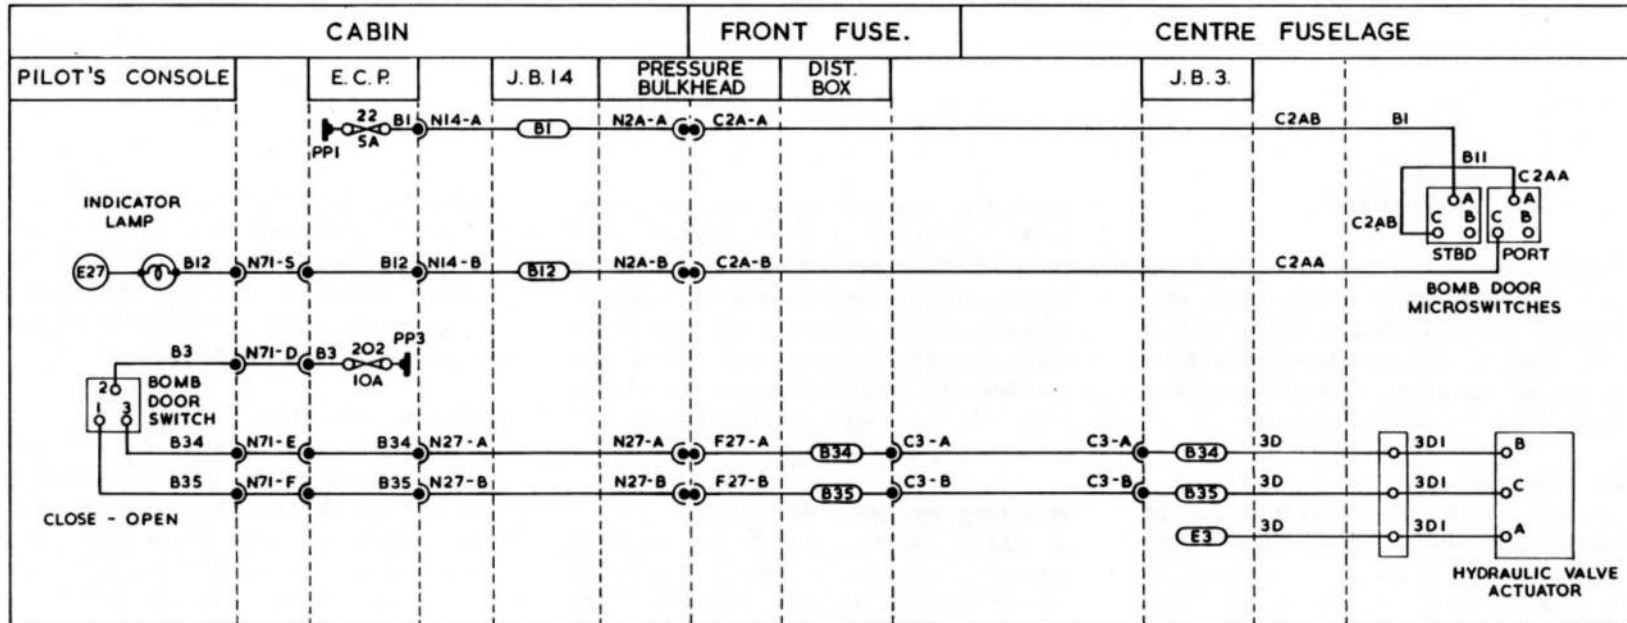 CABIN FRONT FUSE. CENTRE FUSELAGE
PILOT'S CONSOLE E.C.P. J.B.14 PRESSURE BULKHEAD DIST. BOX J.B.3.
22 B1 N14-A B1 N2A-A C2A-A C2AB B1
5A
PP1
B11
C2AA
INDICATOR
LAMP
A A
C B C B
C2AB
STBD PORT
E27 B12 N71-S B12 N14-B B12 N2A-B C2A-B C2AA
BOMB DOOR
MICROSWITCHES
B3 N71-D B3 202 PP3
10A
2
1 3
BOMB
DOOR
SWITCH
B34 N71-E B34 N27-A N27-A F27-A B34 C3-A C3-A B34 3D 3D1 B
B35 N71-F B35 N27-B N27-B F27-B B35 C3-B C3-B B35 3D 3D1 C
CLOSE - OPEN
E3 3D 3D1 A
HYDRAULIC VALVE
ACTUATOR